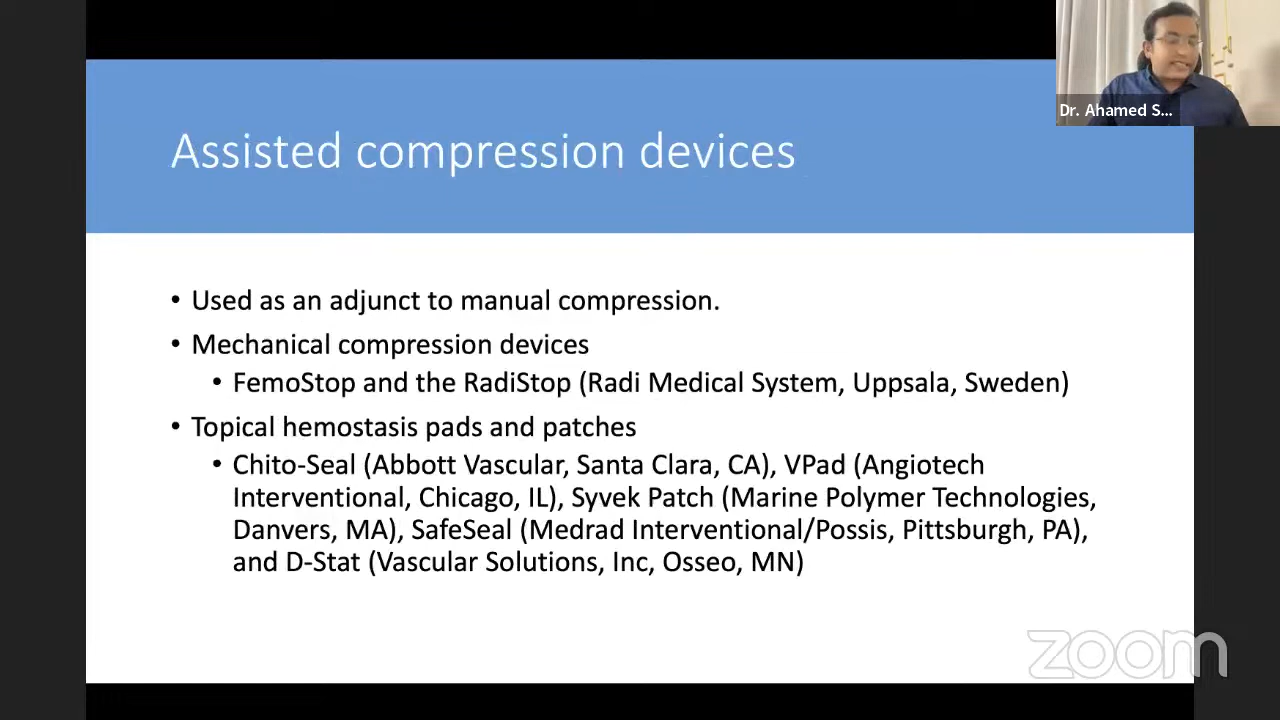 Dr. Ahamed S...
Assisted compression devices
• Used as an adjunct to manual compression.
• Mechanical compression devices
• FemoStop and the RadiStop (Radi Medical System, Uppsala, Sweden)
• Topical hemostasis pads and patches
• Chito-Seal (Abbott Vascular, Santa Clara, CA), VPad (Angiotech
Interventional, Chicago, IL), Syvek Patch (Marine Polymer Technologies,
Danvers, MA), SafeSeal (Medrad Interventional/Possis, Pittsburgh, PA),
and D-Stat (Vascular Solutions, Inc, Osseo, MN)
zoom